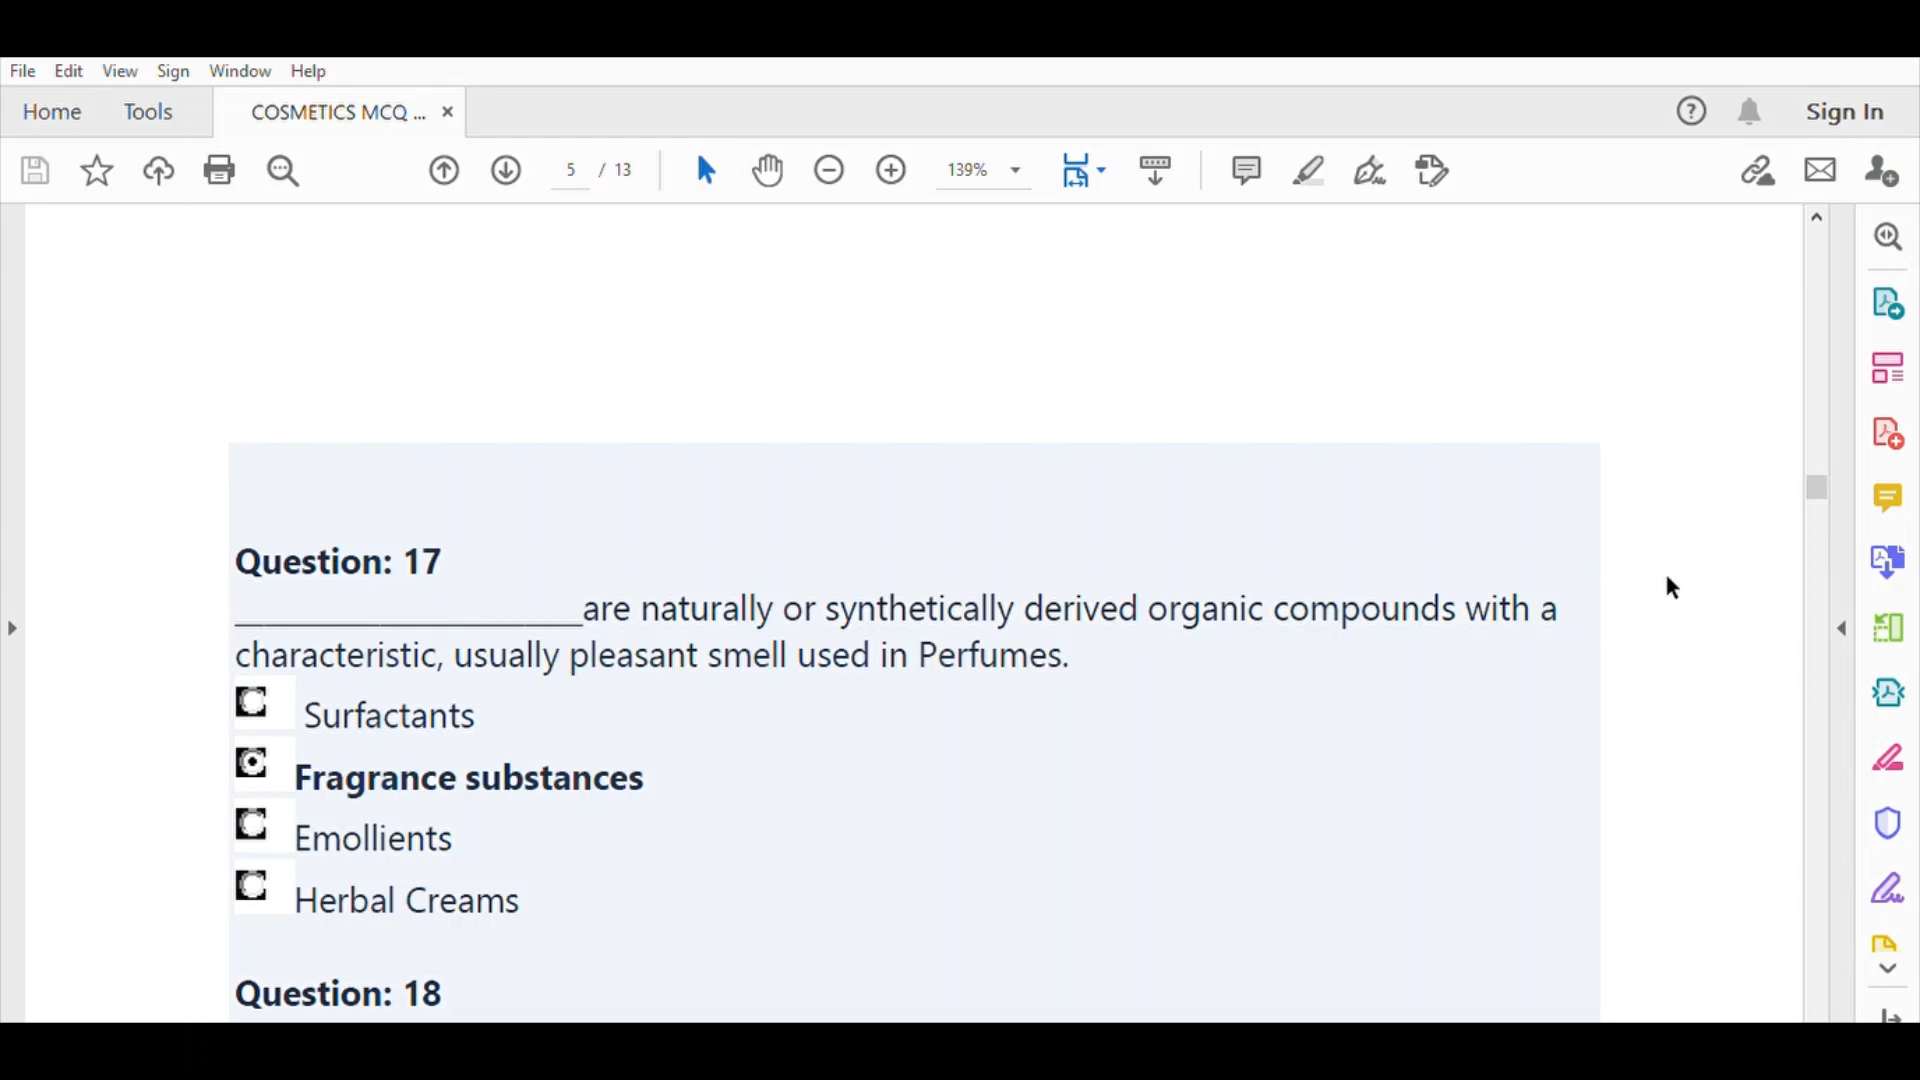 File Edit View Sign Window Help
Home Tools COSMETICS MCQ ... × Sign In
5 / 13 139%
Question: 17
____________________are naturally or synthetically derived organic compounds with a
characteristic, usually pleasant smell used in Perfumes.
Surfactants
Fragrance substances
Emollients
Herbal Creams
Question: 18